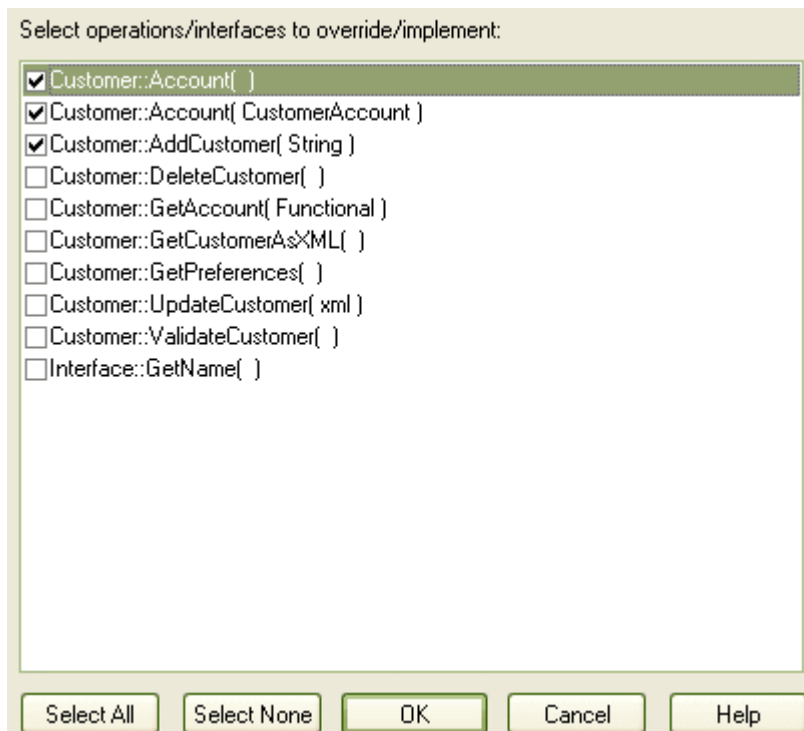 Select operations/interfaces to override/implement:
Customer::Account( )
Customer::Account( CustomerAccount )
Customer::AddCustomer( String )
Customer::DeleteCustomer( )
Customer::GetAccount( Functional )
Customer::GetCustomerAsXML( )
Customer::GetPreferences( )
Customer::UpdateCustomer( xml )
Customer::ValidateCustomer( )
Interface::GetName( )
Select All Select None OK Cancel Help